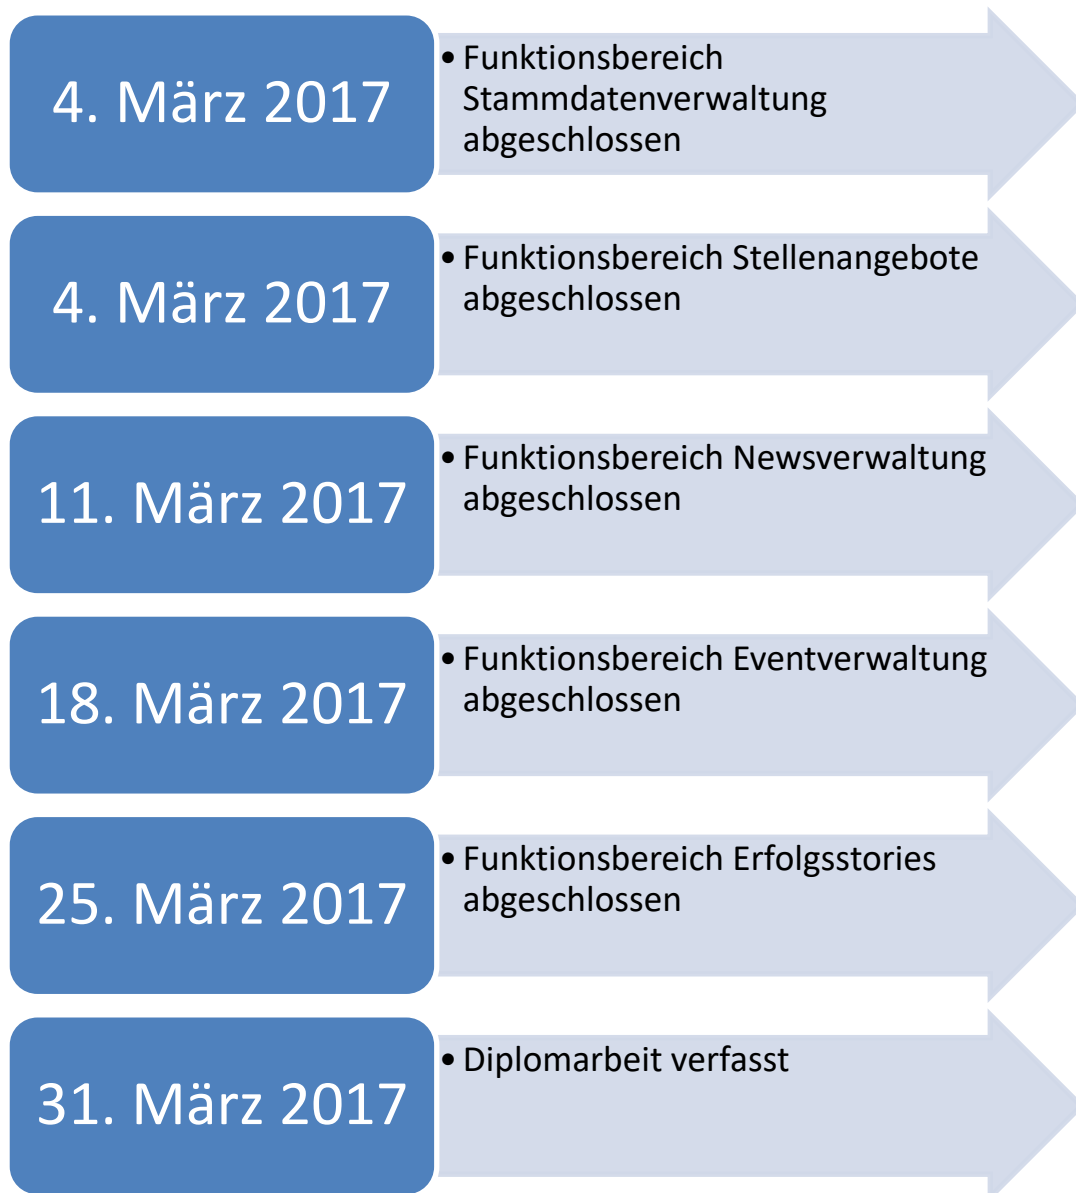 4. März 2017
• Funktionsbereich
Stammdatenverwaltung
abgeschlossen
4. März 2017
• Funktionsbereich Stellenangebote
abgeschlossen
11. März 2017
• Funktionsbereich Newsverwaltung
abgeschlossen
18. März 2017
• Funktionsbereich Eventverwaltung
abgeschlossen
25. März 2017
• Funktionsbereich Erfolgsstories
abgeschlossen
31. März 2017
• Diplomarbeit verfasst